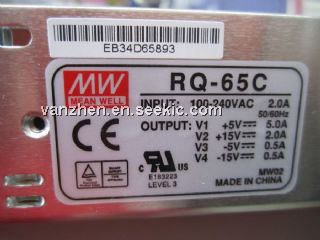 EB34D65893
MW
MEAN WELL
RQ-65C
INPUT: 100-240VAC 2.0A
50/60Hz
OUTPUT: V1 +5V 5.0A
V2 +15V 2.0A
V3 -5V 0.5A
V4 -15V 0.5A
CE
c US
E183223
LEVEL 3
MW02
MADE IN CHINA
vanzhen.en.seekic.com